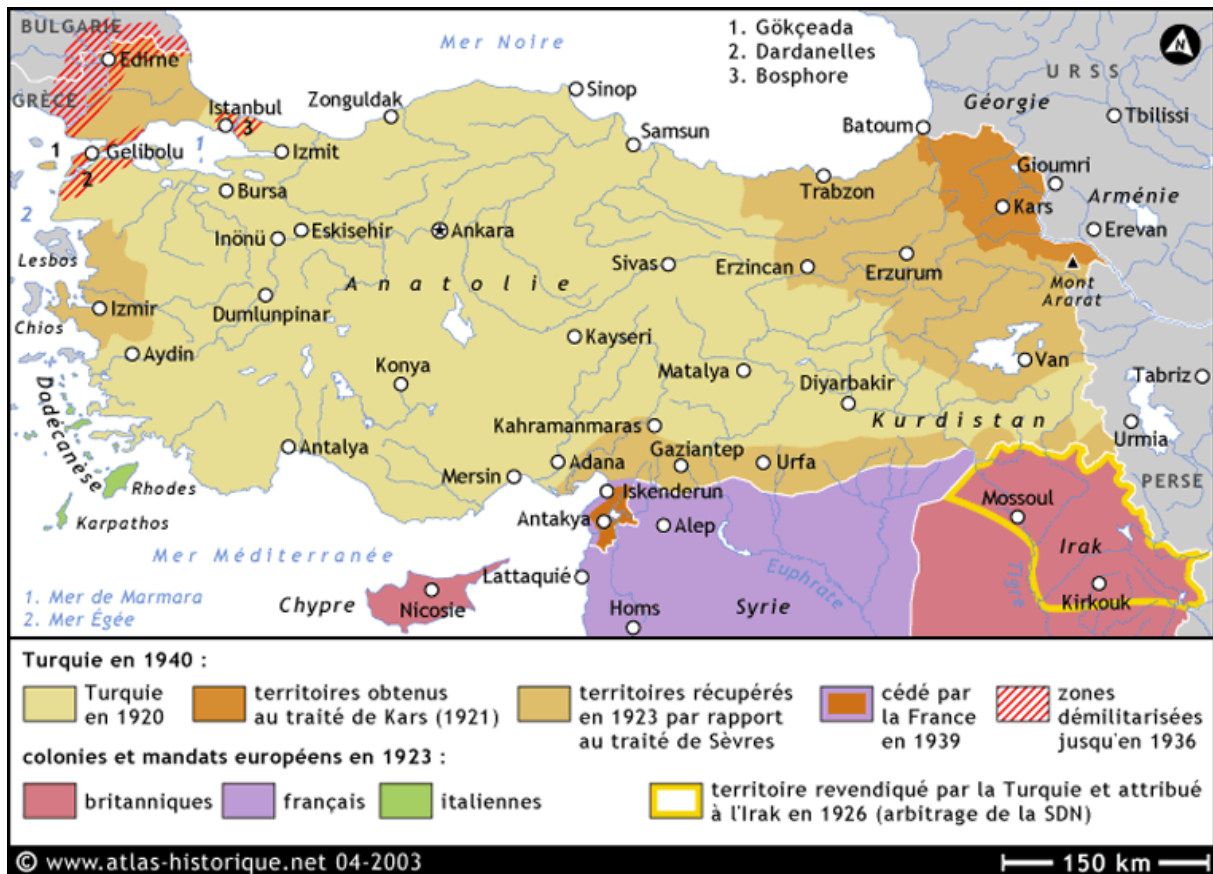 BULGARIE
Mer Noire
1. Gökçeada
2. Dardanelles
3. Bosphore
N
URSS
Edirne
GRÈCE
Istanbul
3
Zonguldak
Sinop
Géorgie
Tbilissi
Samsun
Batoum
1
Gelibolu
1
Izmit
Gioumri
2
Bursa
Trabzon
Arménie
Kars
2
Inönü
Eskisehir
Ankara
Erevan
Lesbos
Anatolie
Sivas
Erzincan
Erzurum
Mont
Ararat
Izmir
Dumlunpinar
Chios
Kayseri
Aydin
Van
Konya
Matalya
Diyarbakir
Tabriz
Dodécanèse
Kahramanmaras
Kurdistan
Urmia
Antalya
Gaziantep
Adana
Urfa
Mersin
PERSE
Rhodes
Iskenderun
Mossoul
Karpathos
Antakya
Alep
Mer Méditerranée
Irak
Lattaquié
Euphrate
Tigre
1. Mer de Marmara
2. Mer Égée
Chypre
Nicosie
Homs
Syrie
Kirkouk
Turquie en 1940 :
Turquie
en 1920
territoires obtenus
au traité de Kars (1921)
territoires récupérés
en 1923 par rapport
au traité de Sèvres
cédé par
la France
en 1939
zones
démilitarisées
jusqu'en 1936
colonies et mandats européens en 1923 :
britanniques
français
italiennes
territoire revendiqué par la Turquie et attribué
à l'Irak en 1926 (arbitrage de la SDN)
© www.atlas-historique.net 04-2003
150 km